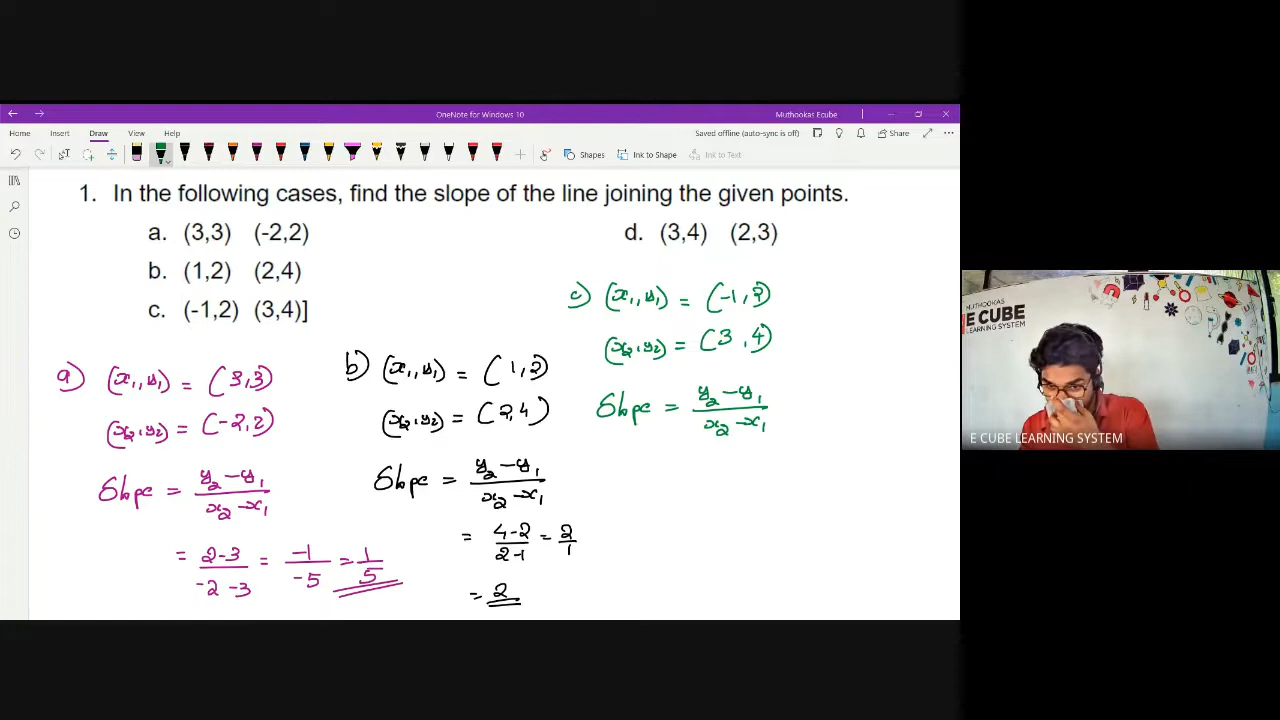 OneNote for Windows 10
Muthookas Ecube
Home Insert Draw View Help
Saved offline (auto-sync is off)
Share
Shapes
Ink to Shape
Ink to Text
1. In the following cases, find the slope of the line joining the given points.
a. (3,3) (-2,2)
d. (3,4) (2,3)
b. (1,2) (2,4)
c. (-1,2) (3,4)]
a) (x₁,y₁) = (3,3)
(x₂,y₂) = (-2,2)
Slope = y₂-y₁/x₂-x₁
= 2-3/-2-3 = -1/-5 = 1/5
b) (x₁,y₁) = (1,2)
(x₂,y₂) = (2,4)
Slope = y₂-y₁/x₂-x₁
= 4-2/2-1 = 2/1
= 2
c) (x₁,y₁) = (-1,2)
(x₂,y₂) = (3,4)
Slope = y₂-y₁/x₂-x₁
MUTHOOKAS
E CUBE
LEARNING SYSTEM
E CUBE LEARNING SYSTEM